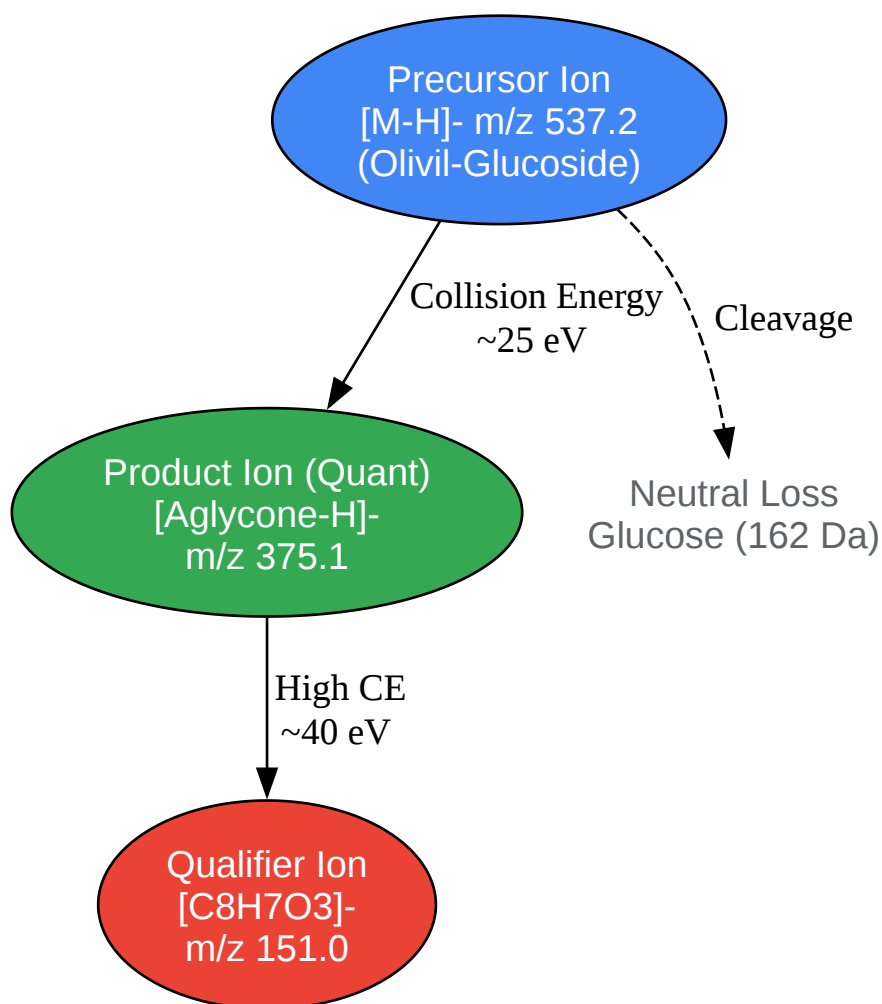 Precursor Ion
[M-H]- m/z 537.2
(Olivil-Glucoside)
Collision Energy
~25 eV
Cleavage
Product Ion (Quant)
[Aglycone-H]-
m/z 375.1
Neutral Loss
Glucose (162 Da)
High CE
~40 eV
Qualifier Ion
[C8H7O3]-
m/z 151.0